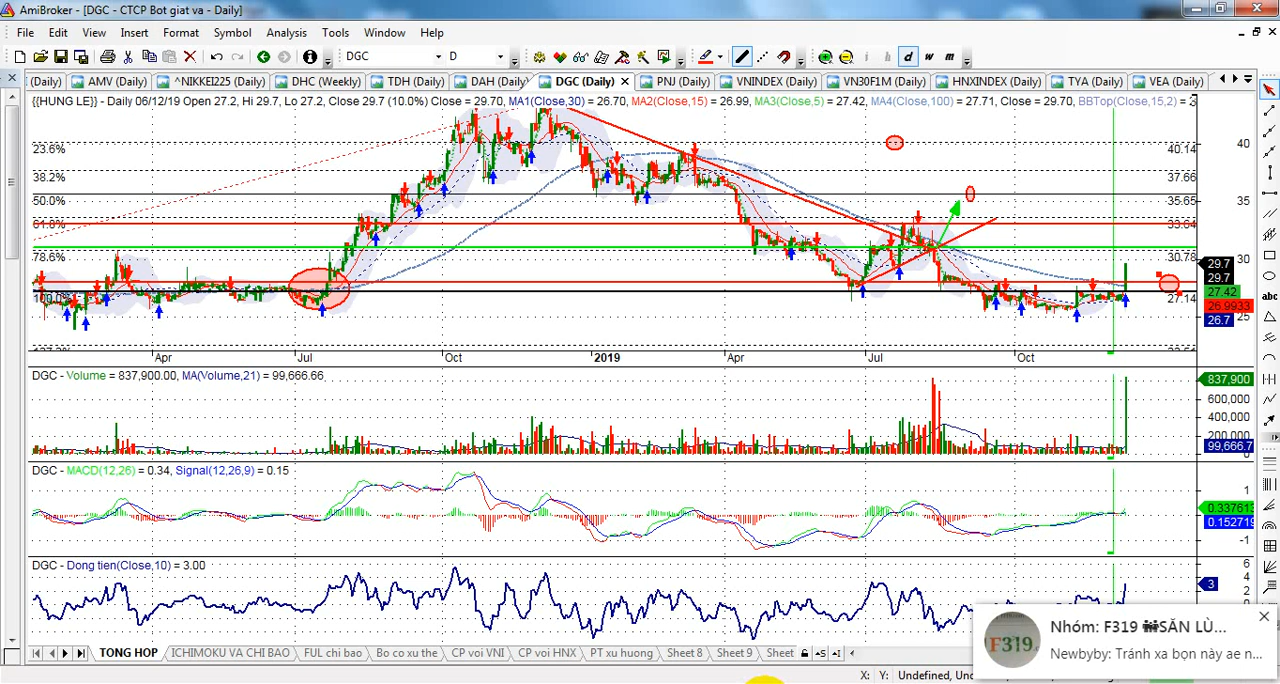 AmiBroker - [DGC - CTCP Bot giat va - Daily]
File Edit View Insert Format Symbol Analysis Tools Window Help
DGC D d w m
(Daily) AMV (Daily) ^NIKKEI225 (Daily) DHC (Weekly) TDH (Daily) DAH (Daily) DGC (Daily) PNJ (Daily) VNINDEX (Daily) VN30F1M (Daily) HNXINDEX (Daily) TYA (Daily) VEA (Daily)
{{HUNG LE}} - Daily 06/12/19 Open 27.2, Hi 29.7, Lo 27.2, Close 29.7 (10.0%) Close = 29.70, MA1(Close,30) = 26.70, MA2(Close,15) = 26.99, MA3(Close,5) = 27.42, MA4(Close,100) = 27.71, Close = 29.70, BBTop(Close,15,2) =
23.6% 40.14 40
38.2% 37.66
50.0% 35.65 35
61.8% 33.64
78.6% 30.78 30
29.7
29.7
27.42
100.0% 27.14
26.9933
26.7
25
Apr Jul Oct 2019 Apr Jul Oct
DGC - Volume = 837,900.00, MA(Volume,21) = 99,666.66
837,900
600,000
400,000
200,000
99,666.7
DGC - MACD(12,26) = 0.34, Signal(12,26,9) = 0.15
1
0.337613
0.152719
-1
DGC - Dong tien(Close,10) = 3.00
6
4
3
2
0
abc
Nhóm: F319 👬SĂN LÙ...
F319
Newbyby: Tránh xa bọn này ae n...
TONG HOP ICHIMOKU VA CHI BAO FUL chi bao Bo co xu the CP voi VNI CP voi HNX PT xu huong Sheet 8 Sheet 9 Sheet
X: Y: Undefined, Un